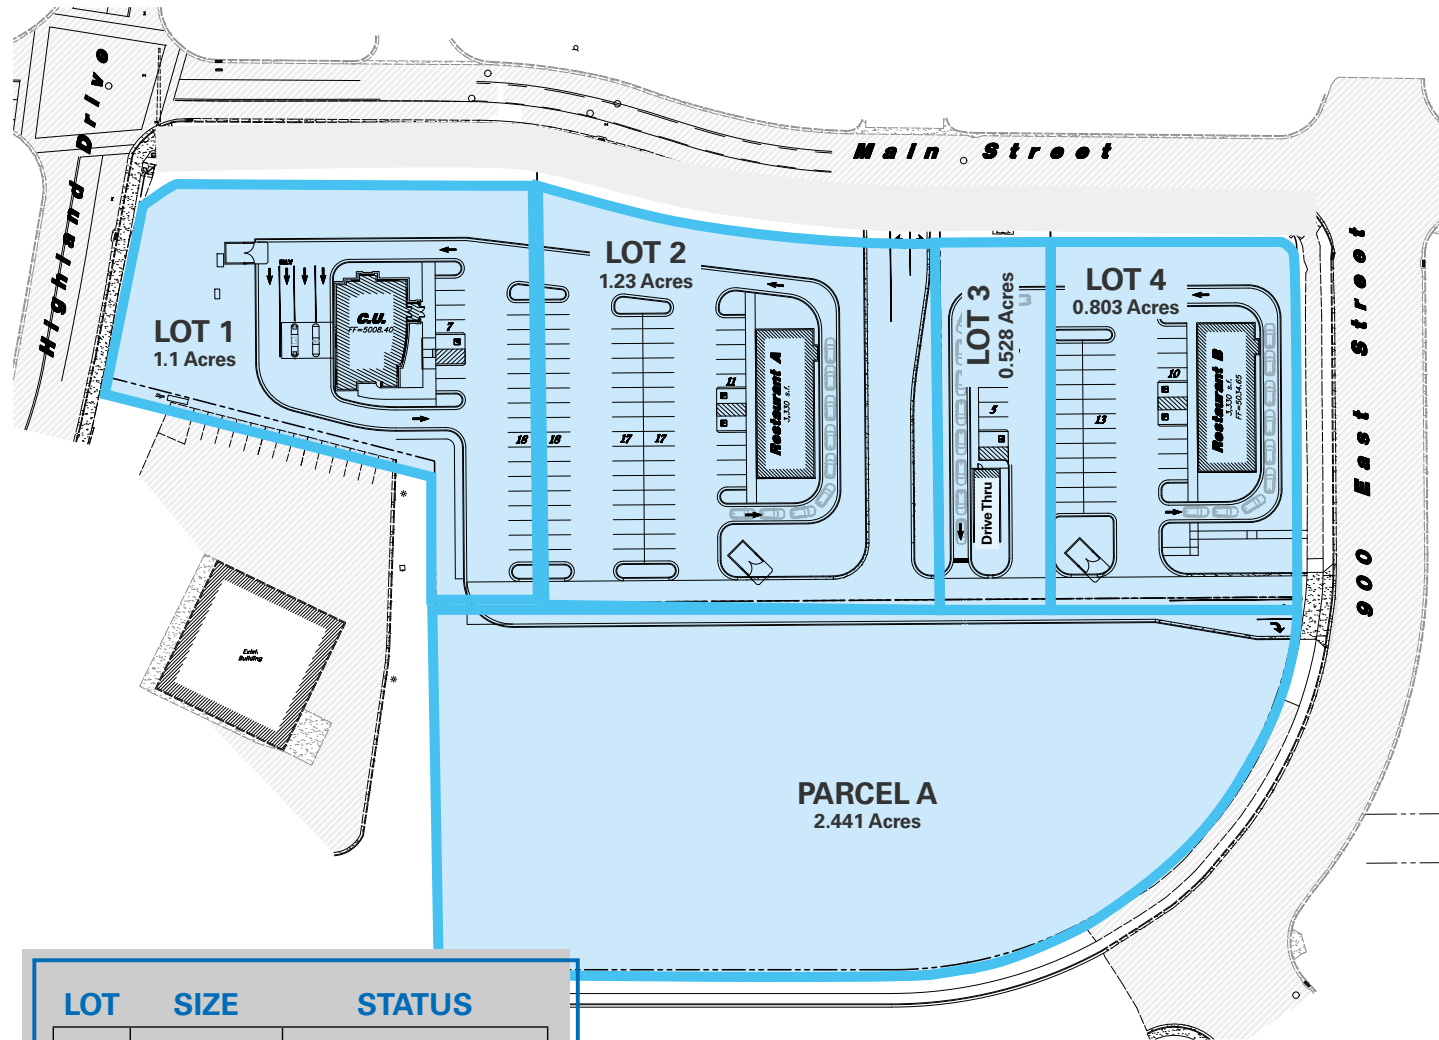 Highland Drive
Main Street
900 East Street
LOT 1
1.1 Acres
C.U.
FF=5008.40
7
18
18
LOT 2
1.23 Acres
17
17
11
Restaurant A
3,330 s.f.
LOT 3
0.528 Acres
5
Drive Thru
LOT 4
0.803 Acres
13
10
Restaurant B
3,330 s.f.
FF=5034.65
Sign
Exist.
Building
PARCEL A
2.441 Acres
LOT SIZE STATUS